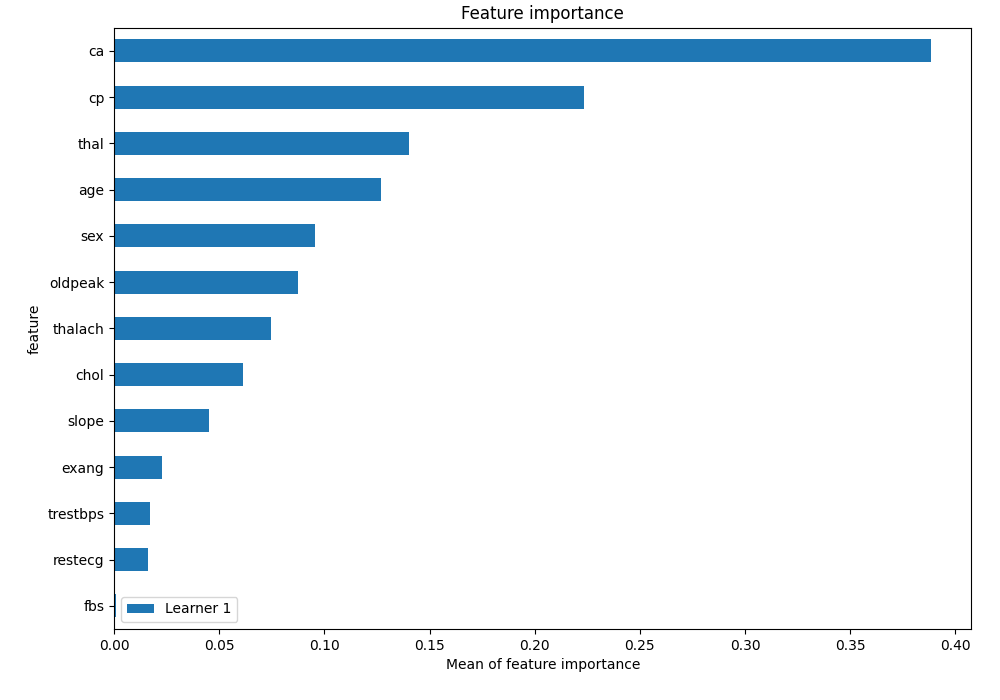 Feature importance
ca
cp
thal
age
sex
oldpeak
thalach
chol
slope
exang
trestbps
restecg
fbs
feature
Learner 1
0.00 0.05 0.10 0.15 0.20 0.25 0.30 0.35 0.40
Mean of feature importance